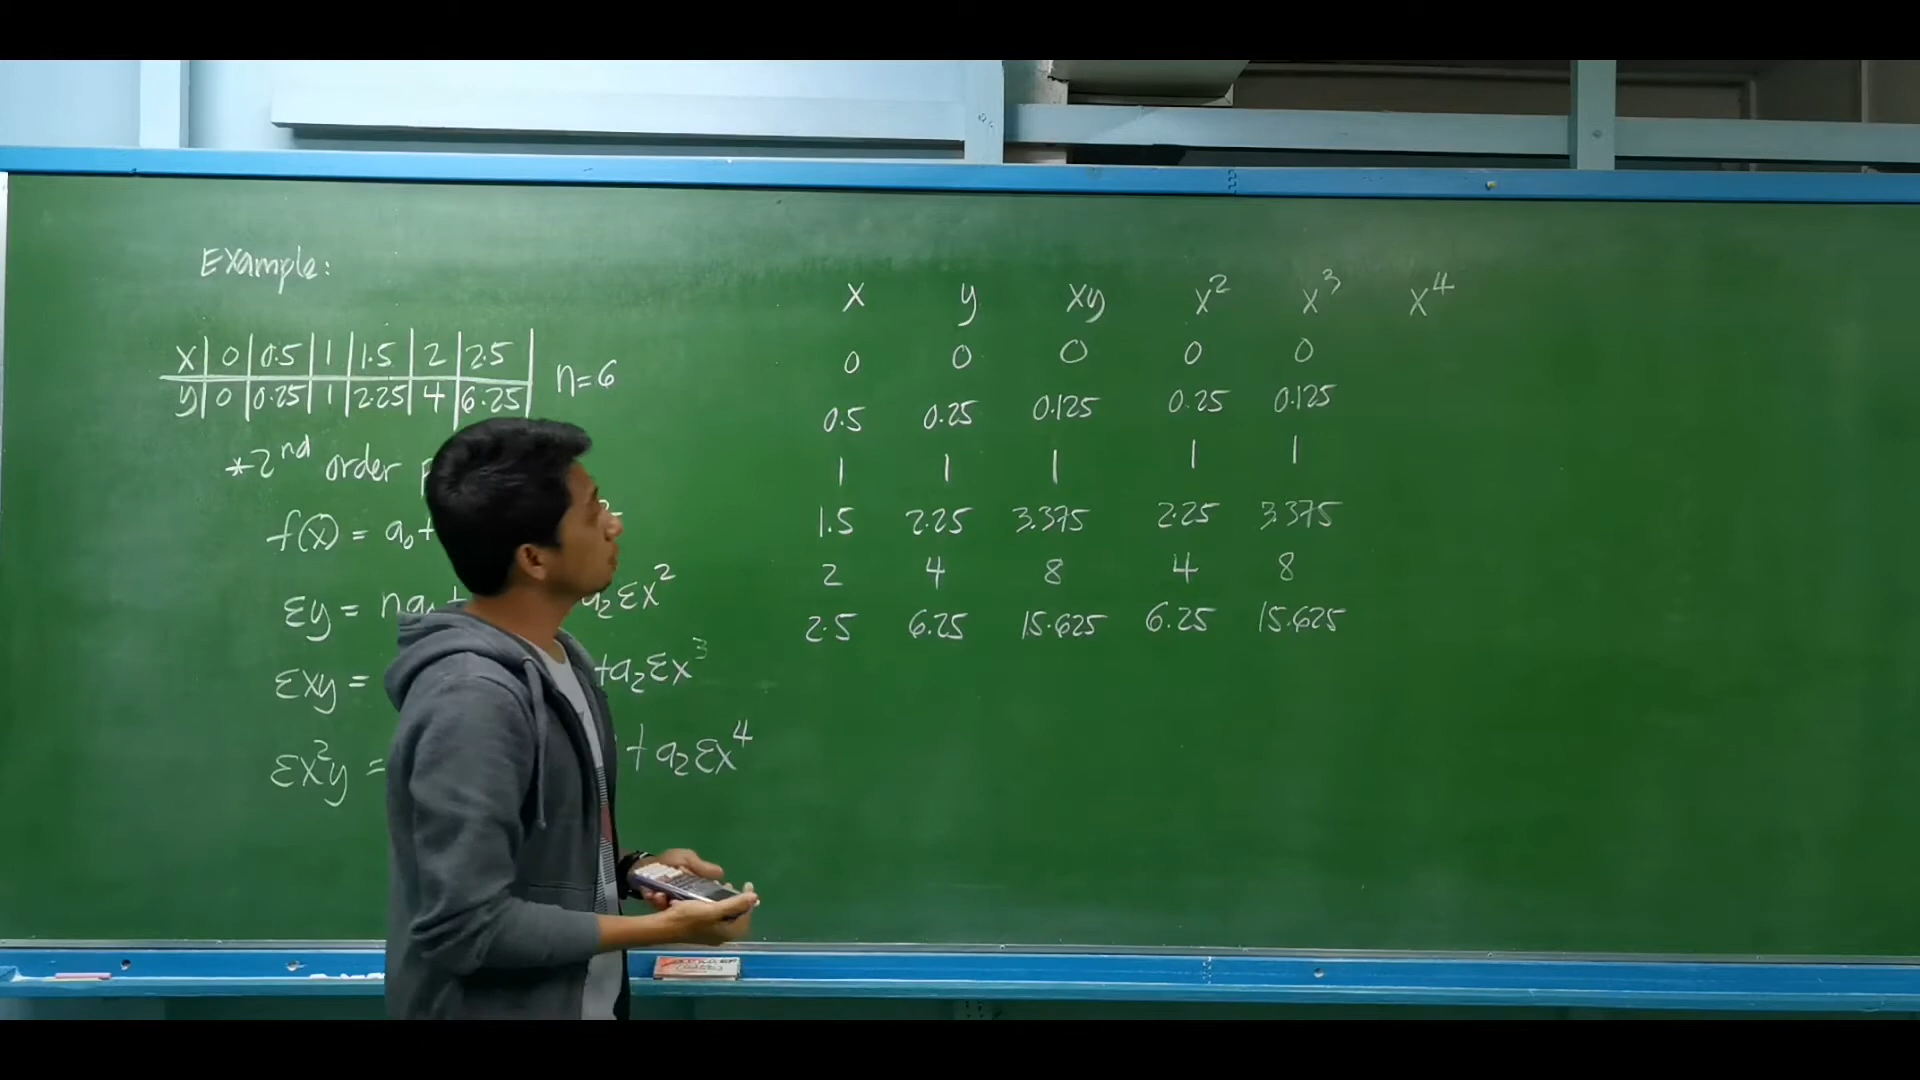 Example:
x 0 0.5 1 1.5 2 2.5
y 0 0.25 1 2.25 4 6.25
n=6
*2nd order
f(x) = a₀+
Σy = na₀ + a₂Σx²
Σxy = +a₂Σx³
Σx²y = + a₂Σx⁴
x y xy x² x³ x⁴
0 0 0 0 0
0.5 0.25 0.125 0.25 0.125
1 1 1 1 1
1.5 2.25 3.375 2.25 3.375
2 4 8 4 8
2.5 6.25 15.625 6.25 15.625